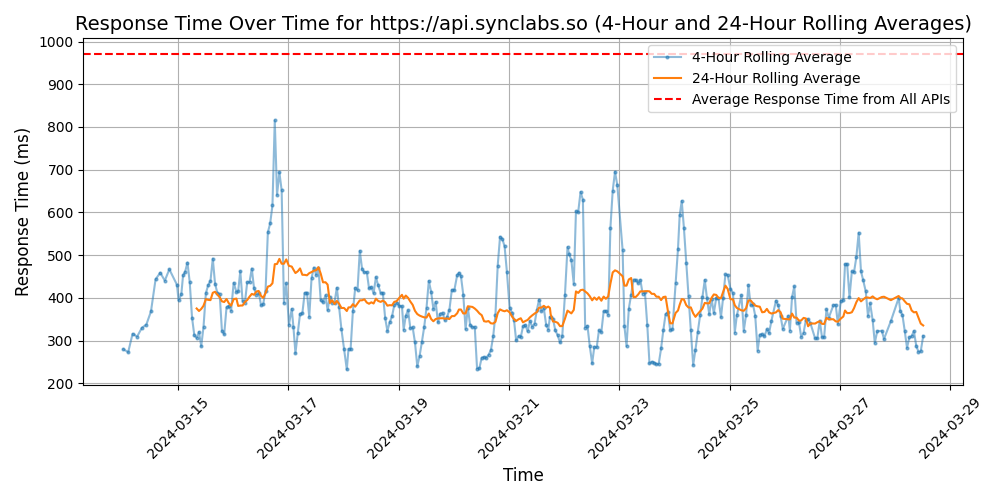 Response Time Over Time for https://api.synclabs.so (4-Hour and 24-Hour Rolling Averages)
4-Hour Rolling Average
24-Hour Rolling Average
Average Response Time from All APIs
Response Time (ms)
1000
900
800
700
600
500
400
300
200
2024-03-15
2024-03-17
2024-03-19
2024-03-21
2024-03-23
2024-03-25
2024-03-27
2024-03-29
Time